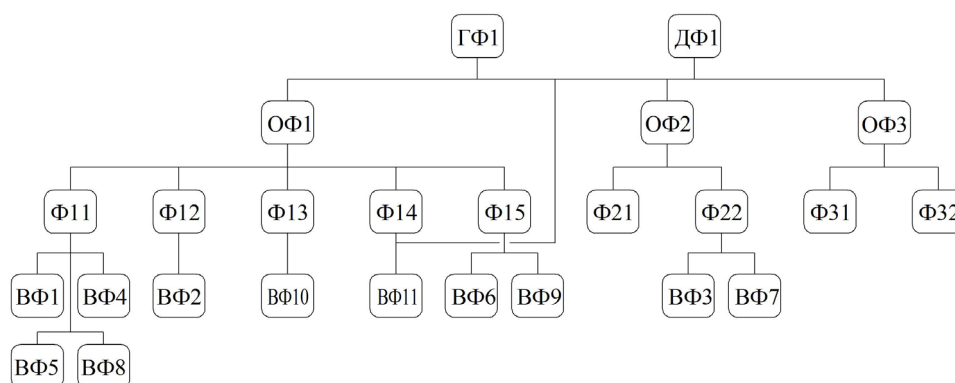 ГФ1 ДФ1
ОФ1 ОФ2 ОФ3
Ф11 Ф12 Ф13 Ф14 Ф15 Ф21 Ф22 Ф31 Ф32
ВФ1 ВФ4 ВФ2 ВФ10 ВФ11 ВФ6 ВФ9 ВФ3 ВФ7
ВФ5 ВФ8